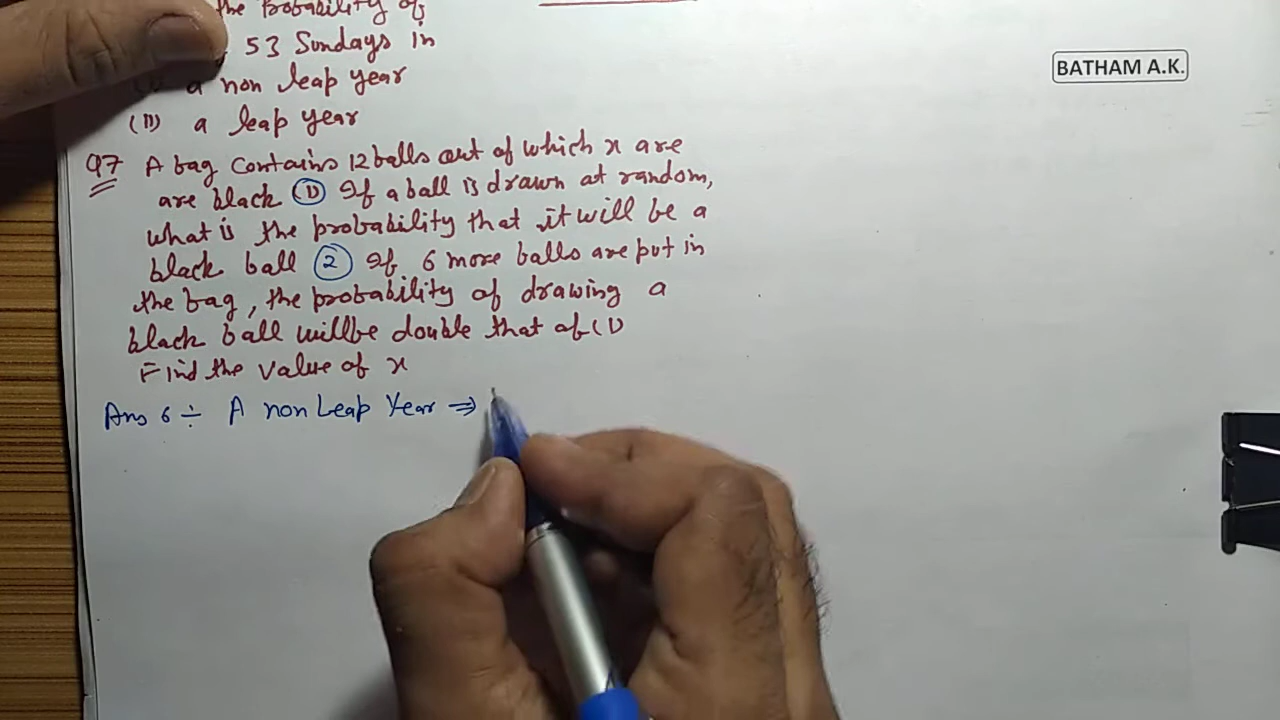 the Probability of
53 Sundays in
a non leap year
(II) a leap year
Q7 A bag contains 12 balls out of which x are
are black (1) If a ball is drawn at random,
what is the probability that it will be a
black ball (2) If 6 more balls are put in
the bag, the probability of drawing a
black ball will be double that of (1)
Find the value of x
Ans 6 ÷ A non Leap Year ⇒
BATHAM A.K.